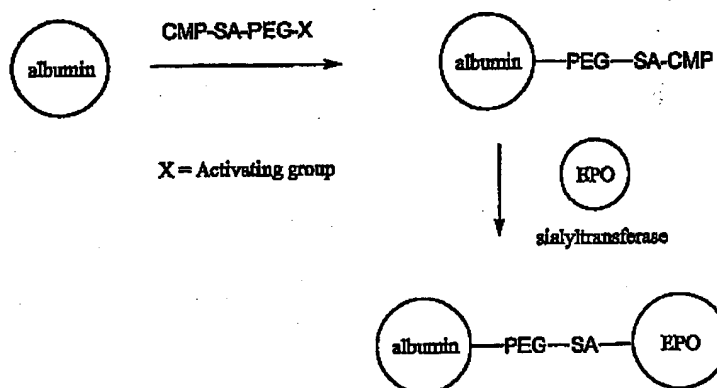 CMP-SA-PEG-X
albumin
albumin
PEG
SA-CMP
X = Activating group
EPO
sialyltransferase
albumin
PEG
SA
EPO